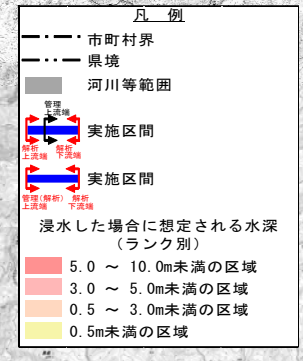 凡 例
市町村界
県境
河川等範囲
管理
上流端
実施区間
解析
上流端
解析
下流端
実施区間
管理(解析)
上流端
解析
下流端
浸水した場合に想定される水深
(ランク別)
5.0 ～ 10.0m未満の区域
3.0 ～ 5.0m未満の区域
0.5 ～ 3.0m未満の区域
0.5m未満の区域